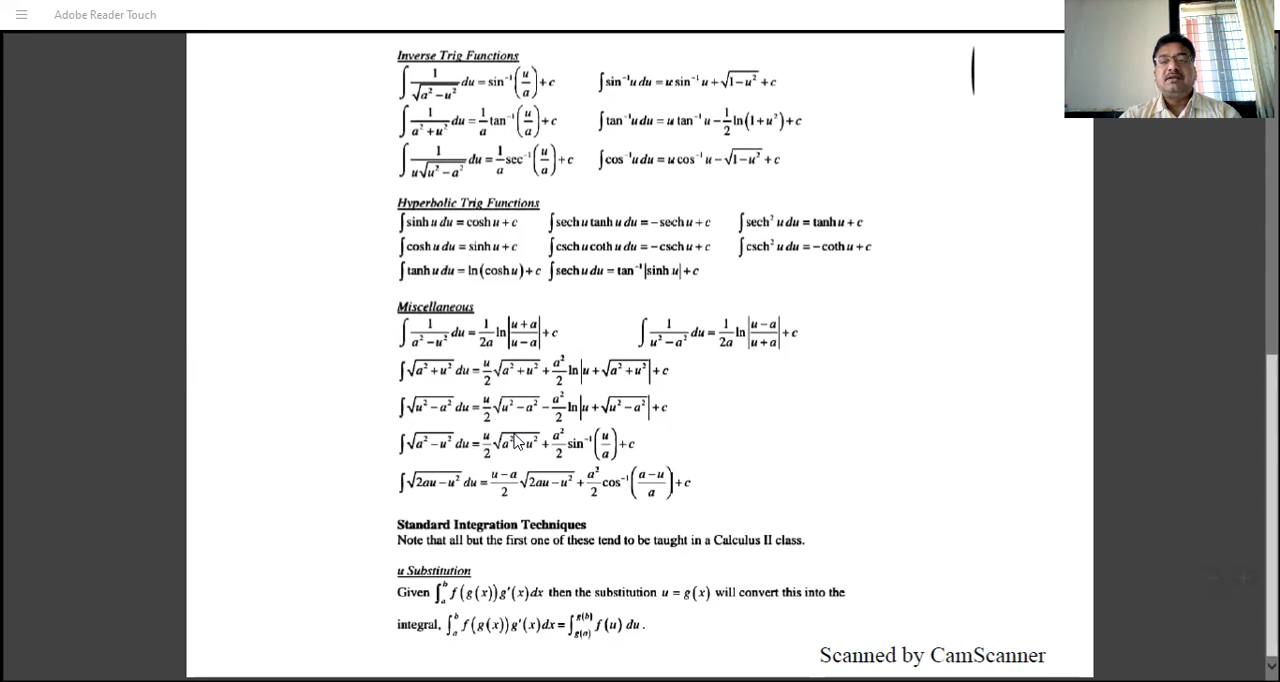 Adobe Reader Touch
Inverse Trig Functions
∫ 1/√(a² − u²) du = sin⁻¹(u/a) + c    ∫ sin⁻¹ u du = u sin⁻¹ u + √(1 − u²) + c
∫ 1/(a² + u²) du = 1/a tan⁻¹(u/a) + c    ∫ tan⁻¹ u du = u tan⁻¹ u − 1/2 ln(1 + u²) + c
∫ 1/(u√(u² − a²)) du = 1/a sec⁻¹(u/a) + c    ∫ cos⁻¹ u du = u cos⁻¹ u − √(1 − u²) + c
Hyperbolic Trig Functions
∫ sinh u du = cosh u + c    ∫ sech u tanh u du = − sech u + c    ∫ sech² u du = tanh u + c
∫ cosh u du = sinh u + c    ∫ csch u coth u du = − csch u + c    ∫ csch² u du = − coth u + c
∫ tanh u du = ln(cosh u) + c    ∫ sech u du = tan⁻¹|sinh u| + c
Miscellaneous
∫ 1/(a² − u²) du = 1/2a ln|(u + a)/(u − a)| + c    ∫ 1/(u² − a²) du = 1/2a ln|(u − a)/(u + a)| + c
∫ √(a² + u²) du = u/2 √(a² + u²) + a²/2 ln|u + √(a² + u²)| + c
∫ √(u² − a²) du = u/2 √(u² − a²) − a²/2 ln|u + √(u² − a²)| + c
∫ √(a² − u²) du = u/2 √(a² − u²) + a²/2 sin⁻¹(u/a) + c
∫ √(2au − u²) du = (u − a)/2 √(2au − u²) + a²/2 cos⁻¹((a − u)/a) + c
Standard Integration Techniques
Note that all but the first one of these tend to be taught in a Calculus II class.
u Substitution
Given ∫ₐᵇ f(g(x))g′(x)dx then the substitution u = g(x) will convert this into the
integral, ∫ₐᵇ f(g(x))g′(x)dx = ∫_{g(a)}^{g(b)} f(u) du.
Scanned by CamScanner